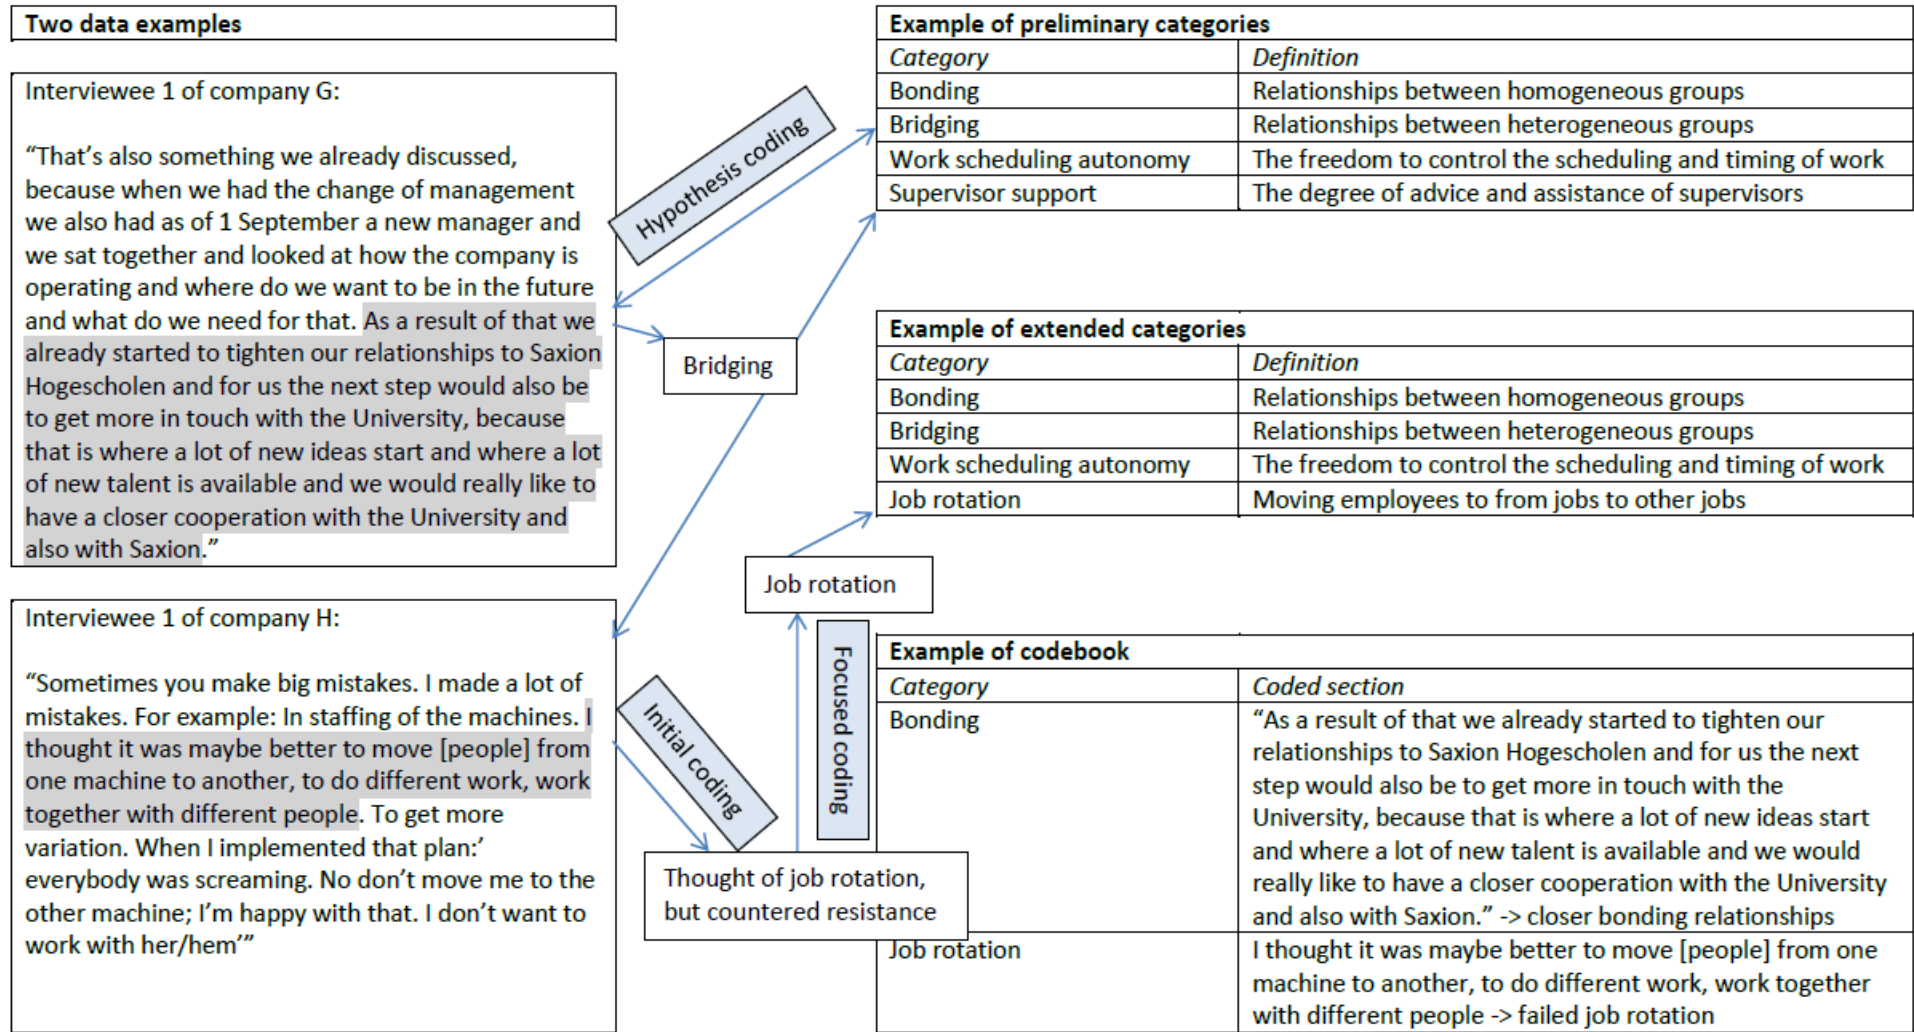 Two data examples
Interviewee 1 of company G:
“That’s also something we already discussed,
because when we had the change of management
we also had as of 1 September a new manager and
we sat together and looked at how the company is
operating and where do we want to be in the future
and what do we need for that. As a result of that we
already started to tighten our relationships to Saxion
Hogescholen and for us the next step would also be
to get more in touch with the University, because
that is where a lot of new ideas start and where a lot
of new talent is available and we would really like to
have a closer cooperation with the University and
also with Saxion.”
Interviewee 1 of company H:
“Sometimes you make big mistakes. I made a lot of
mistakes. For example: In staffing of the machines. I
thought it was maybe better to move [people] from
one machine to another, to do different work, work
together with different people. To get more
variation. When I implemented that plan:’
everybody was screaming. No don’t move me to the
other machine; I’m happy with that. I don’t want to
work with her/hem’”
Hypothesis coding
Bridging
Initial coding
Thought of job rotation,
but countered resistance
Focused coding
Job rotation
Example of preliminary categories
Category Definition
Bonding Relationships between homogeneous groups
Bridging Relationships between heterogeneous groups
Work scheduling autonomy The freedom to control the scheduling and timing of work
Supervisor support The degree of advice and assistance of supervisors
Example of extended categories
Category Definition
Bonding Relationships between homogeneous groups
Bridging Relationships between heterogeneous groups
Work scheduling autonomy The freedom to control the scheduling and timing of work
Job rotation Moving employees to from jobs to other jobs
Example of codebook
Category Coded section
Bonding “As a result of that we already started to tighten our
relationships to Saxion Hogescholen and for us the next
step would also be to get more in touch with the
University, because that is where a lot of new ideas start
and where a lot of new talent is available and we would
really like to have a closer cooperation with the University
and also with Saxion.” -> closer bonding relationships
Job rotation I thought it was maybe better to move [people] from one
machine to another, to do different work, work together
with different people -> failed job rotation